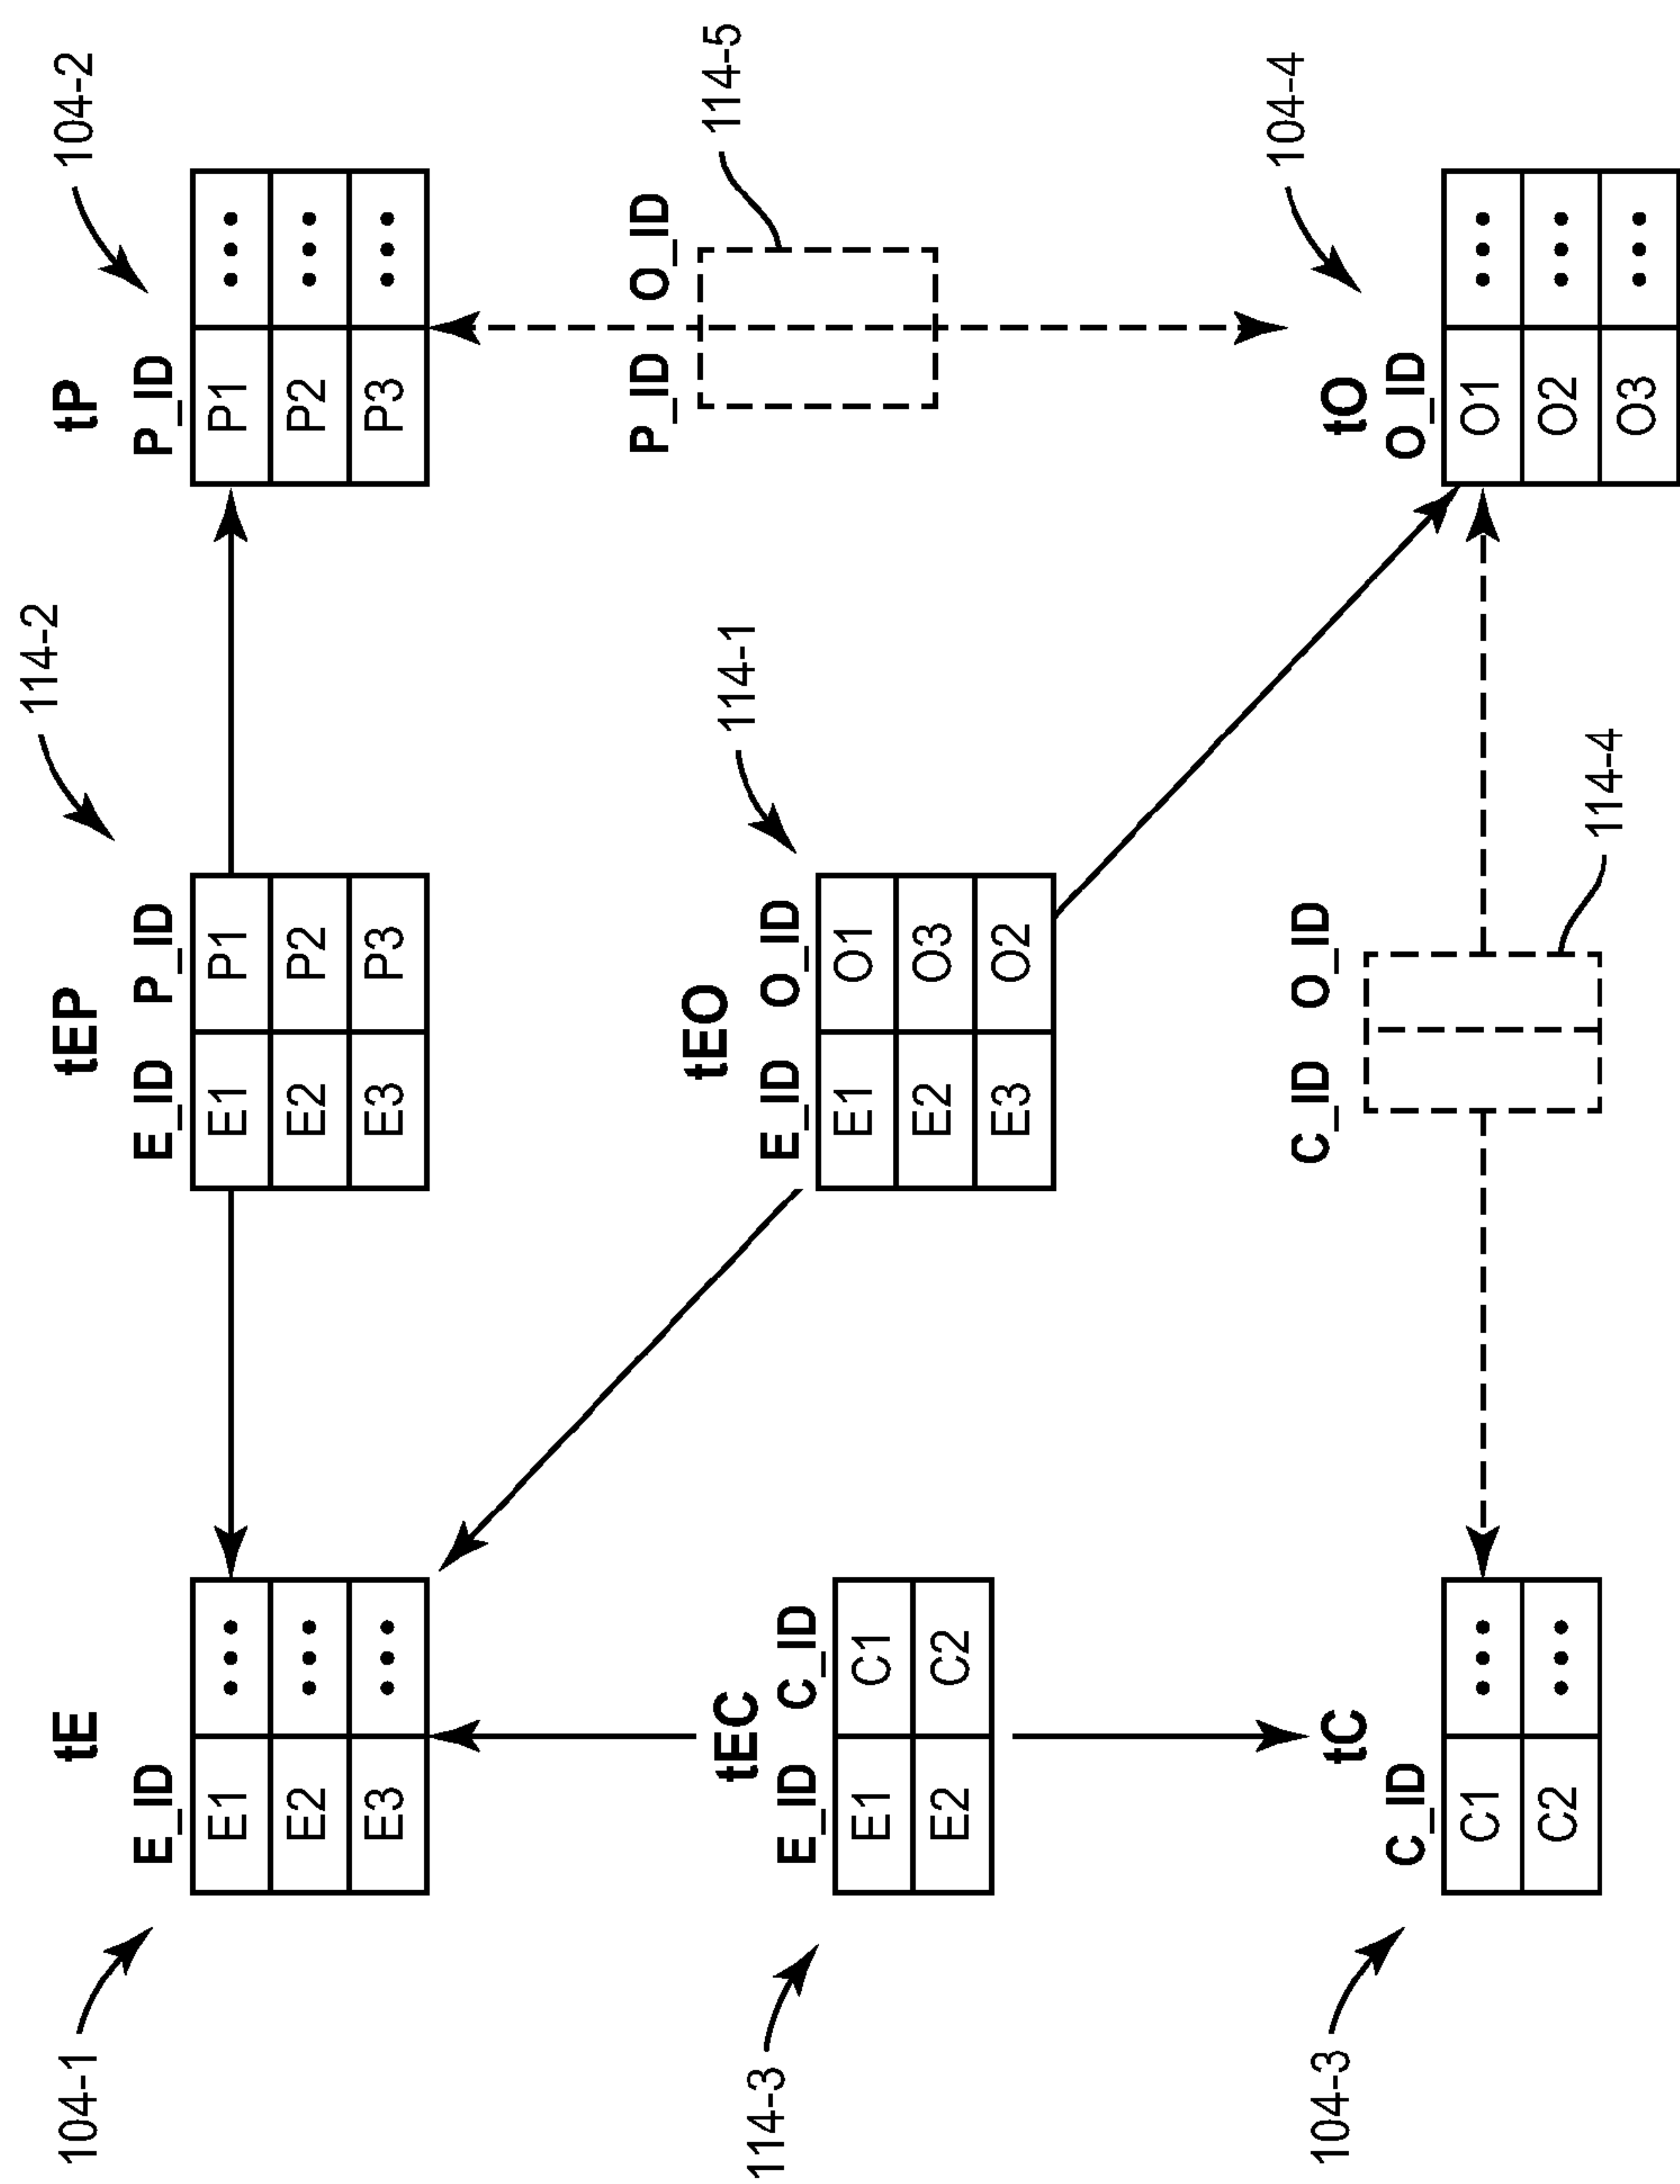 104-1
tE
E_ID
E1 •••
E2 •••
E3 •••
114-2
tEP
E_ID P_ID
E1 P1
E2 P2
E3 P3
104-2
tP
P_ID
P1 •••
P2 •••
P3 •••
114-3
tEC
E_ID C_ID
E1 C1
E2 C2
114-1
tEO
E_ID O_ID
E1 O1
E2 O3
E3 O2
P_ID O_ID
114-5
104-3
tC
C_ID
C1 •••
C2 •••
C_ID O_ID
114-4
104-4
tO
O_ID
O1 •••
O2 •••
O3 •••